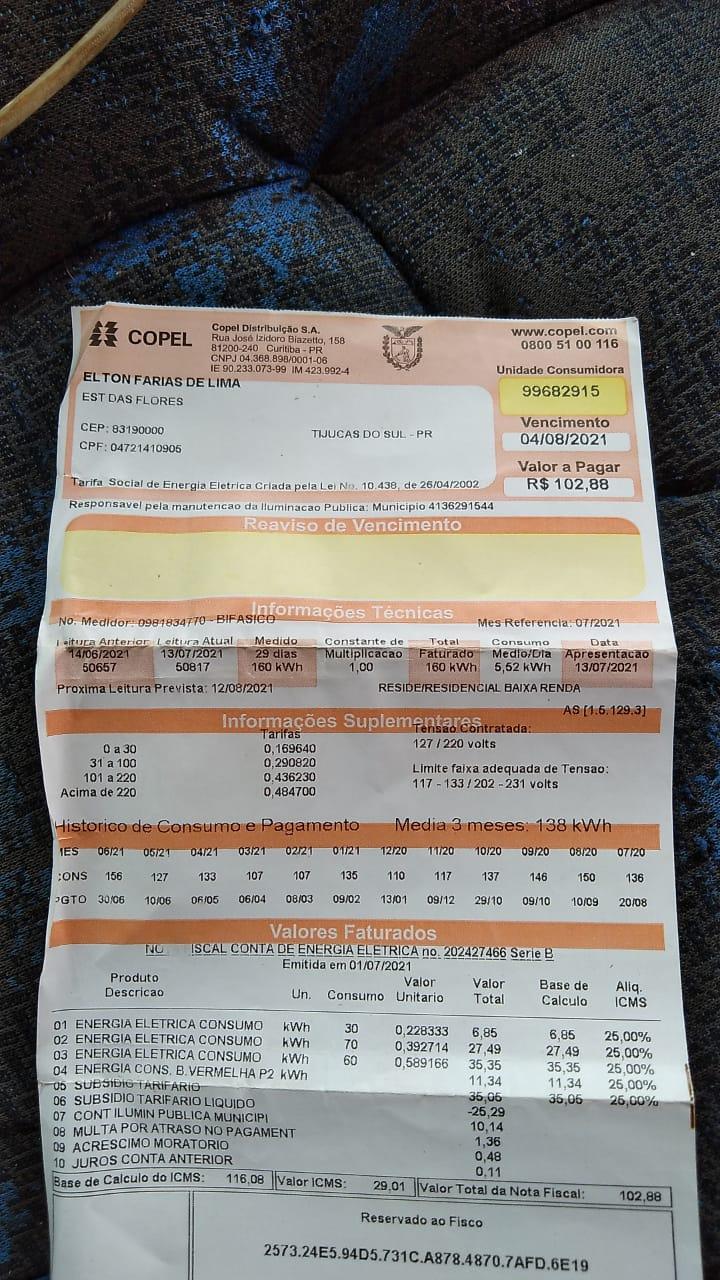 COPEL
Copel Distribuição S.A.
Rua José Izidoro Biazetto, 158
81200-240 Curitiba - PR
CNPJ 04.368.898/0001-06
IE 90.233.073-99 IM 423.992-4
www.copel.com
0800 51 00 116
Unidade Consumidora
99682915
Vencimento
04/08/2021
Valor a Pagar
R$ 102,88
ELTON FARIAS DE LIMA
EST DAS FLORES
CEP: 83190000 TIJUCAS DO SUL - PR
CPF: 04721410905
Tarifa Social de Energia Eletrica Criada pela Lei No. 10.438, de 26/04/2002
Responsavel pela manutencao da Iluminacao Publica: Municipio 4136291544
Reaviso de Vencimento
Informações Técnicas
No. Medidor: 0981834770 - BIFASICO Mes Referencia: 07/2021
Leitura Anterior Leitura Atual Medido Constante de Total Consumo Data
14/06/2021 13/07/2021 29 dias Multiplicacao Faturado Medio/Dia Apresentação
50657 50817 160 kWh 1,00 160 kWh 5,52 kWh 13/07/2021
Proxima Leitura Prevista: 12/08/2021 RESIDE/RESIDENCIAL BAIXA RENDA
AS [1.5.129.3]
Informações Suplementares
Tarifas
0 a 30 0,169640
31 a 100 0,290820
101 a 220 0,436230
Acima de 220 0,484700
Tensao Contratada:
127 / 220 volts
Limite faixa adequada de Tensao:
117 - 133 / 202 - 231 volts
Historico de Consumo e Pagamento Media 3 meses: 138 kWh
MES 06/21 05/21 04/21 03/21 02/21 01/21 12/20 11/20 10/20 09/20 08/20 07/20
CONS 156 127 133 107 107 135 110 117 137 146 150 136
PGTO 30/06 10/06 06/05 06/04 08/03 09/02 13/01 09/12 29/10 09/10 10/09 20/08
Valores Faturados
NO ISCAL CONTA DE ENERGIA ELETRICA no. 202427466 Serie B
Emitida em 01/07/2021
Produto Valor Valor Base de Aliq.
Descricao Un. Consumo Unitario Total Calculo ICMS
01 ENERGIA ELETRICA CONSUMO kWh 30 0,228333 6,85 6,85 25,00%
02 ENERGIA ELETRICA CONSUMO kWh 70 0,392714 27,49 27,49 25,00%
03 ENERGIA ELETRICA CONSUMO kWh 60 0,589166 35,35 35,35 25,00%
04 ENERGIA CONS. B.VERMELHA P2 kWh 11,34 11,34 25,00%
05 SUBSIDIO TARIFARIO 35,05 35,05 25,00%
06 SUBSIDIO TARIFARIO LIQUIDO -25,29
07 CONT ILUMIN PUBLICA MUNICIPI 10,14
08 MULTA POR ATRASO NO PAGAMENT 1,36
09 ACRESCIMO MORATORIO 0,48
10 JUROS CONTA ANTERIOR 0,11
Base de Calculo do ICMS: 116,08 Valor ICMS: 29,01 Valor Total da Nota Fiscal: 102,88
Reservado ao Fisco
2573.24E5.94D5.731C.A878.4870.7AFD.6E19